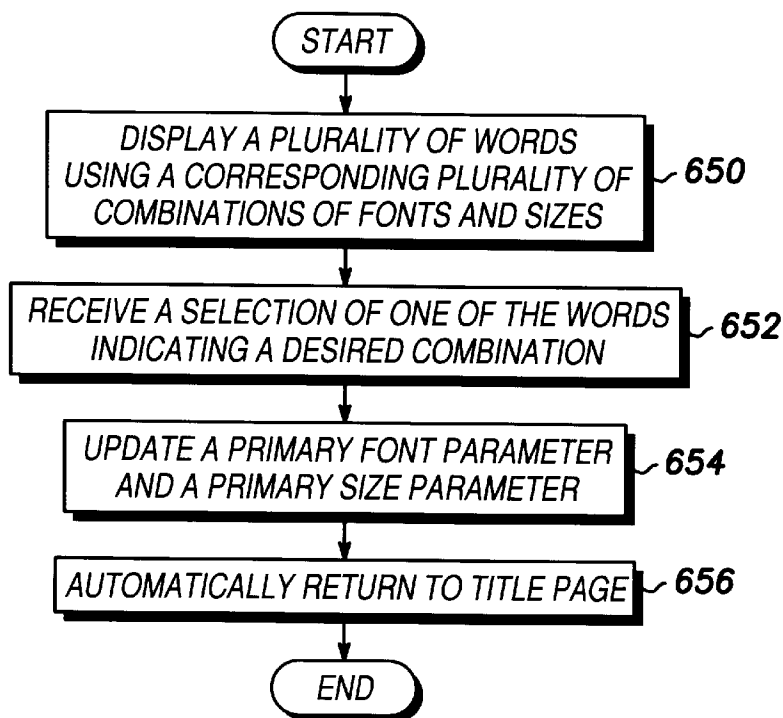 START
DISPLAY A PLURALITY OF WORDS
USING A CORRESPONDING PLURALITY OF
COMBINATIONS OF FONTS AND SIZES
650
RECEIVE A SELECTION OF ONE OF THE WORDS
INDICATING A DESIRED COMBINATION
652
UPDATE A PRIMARY FONT PARAMETER
AND A PRIMARY SIZE PARAMETER
654
AUTOMATICALLY RETURN TO TITLE PAGE
656
END